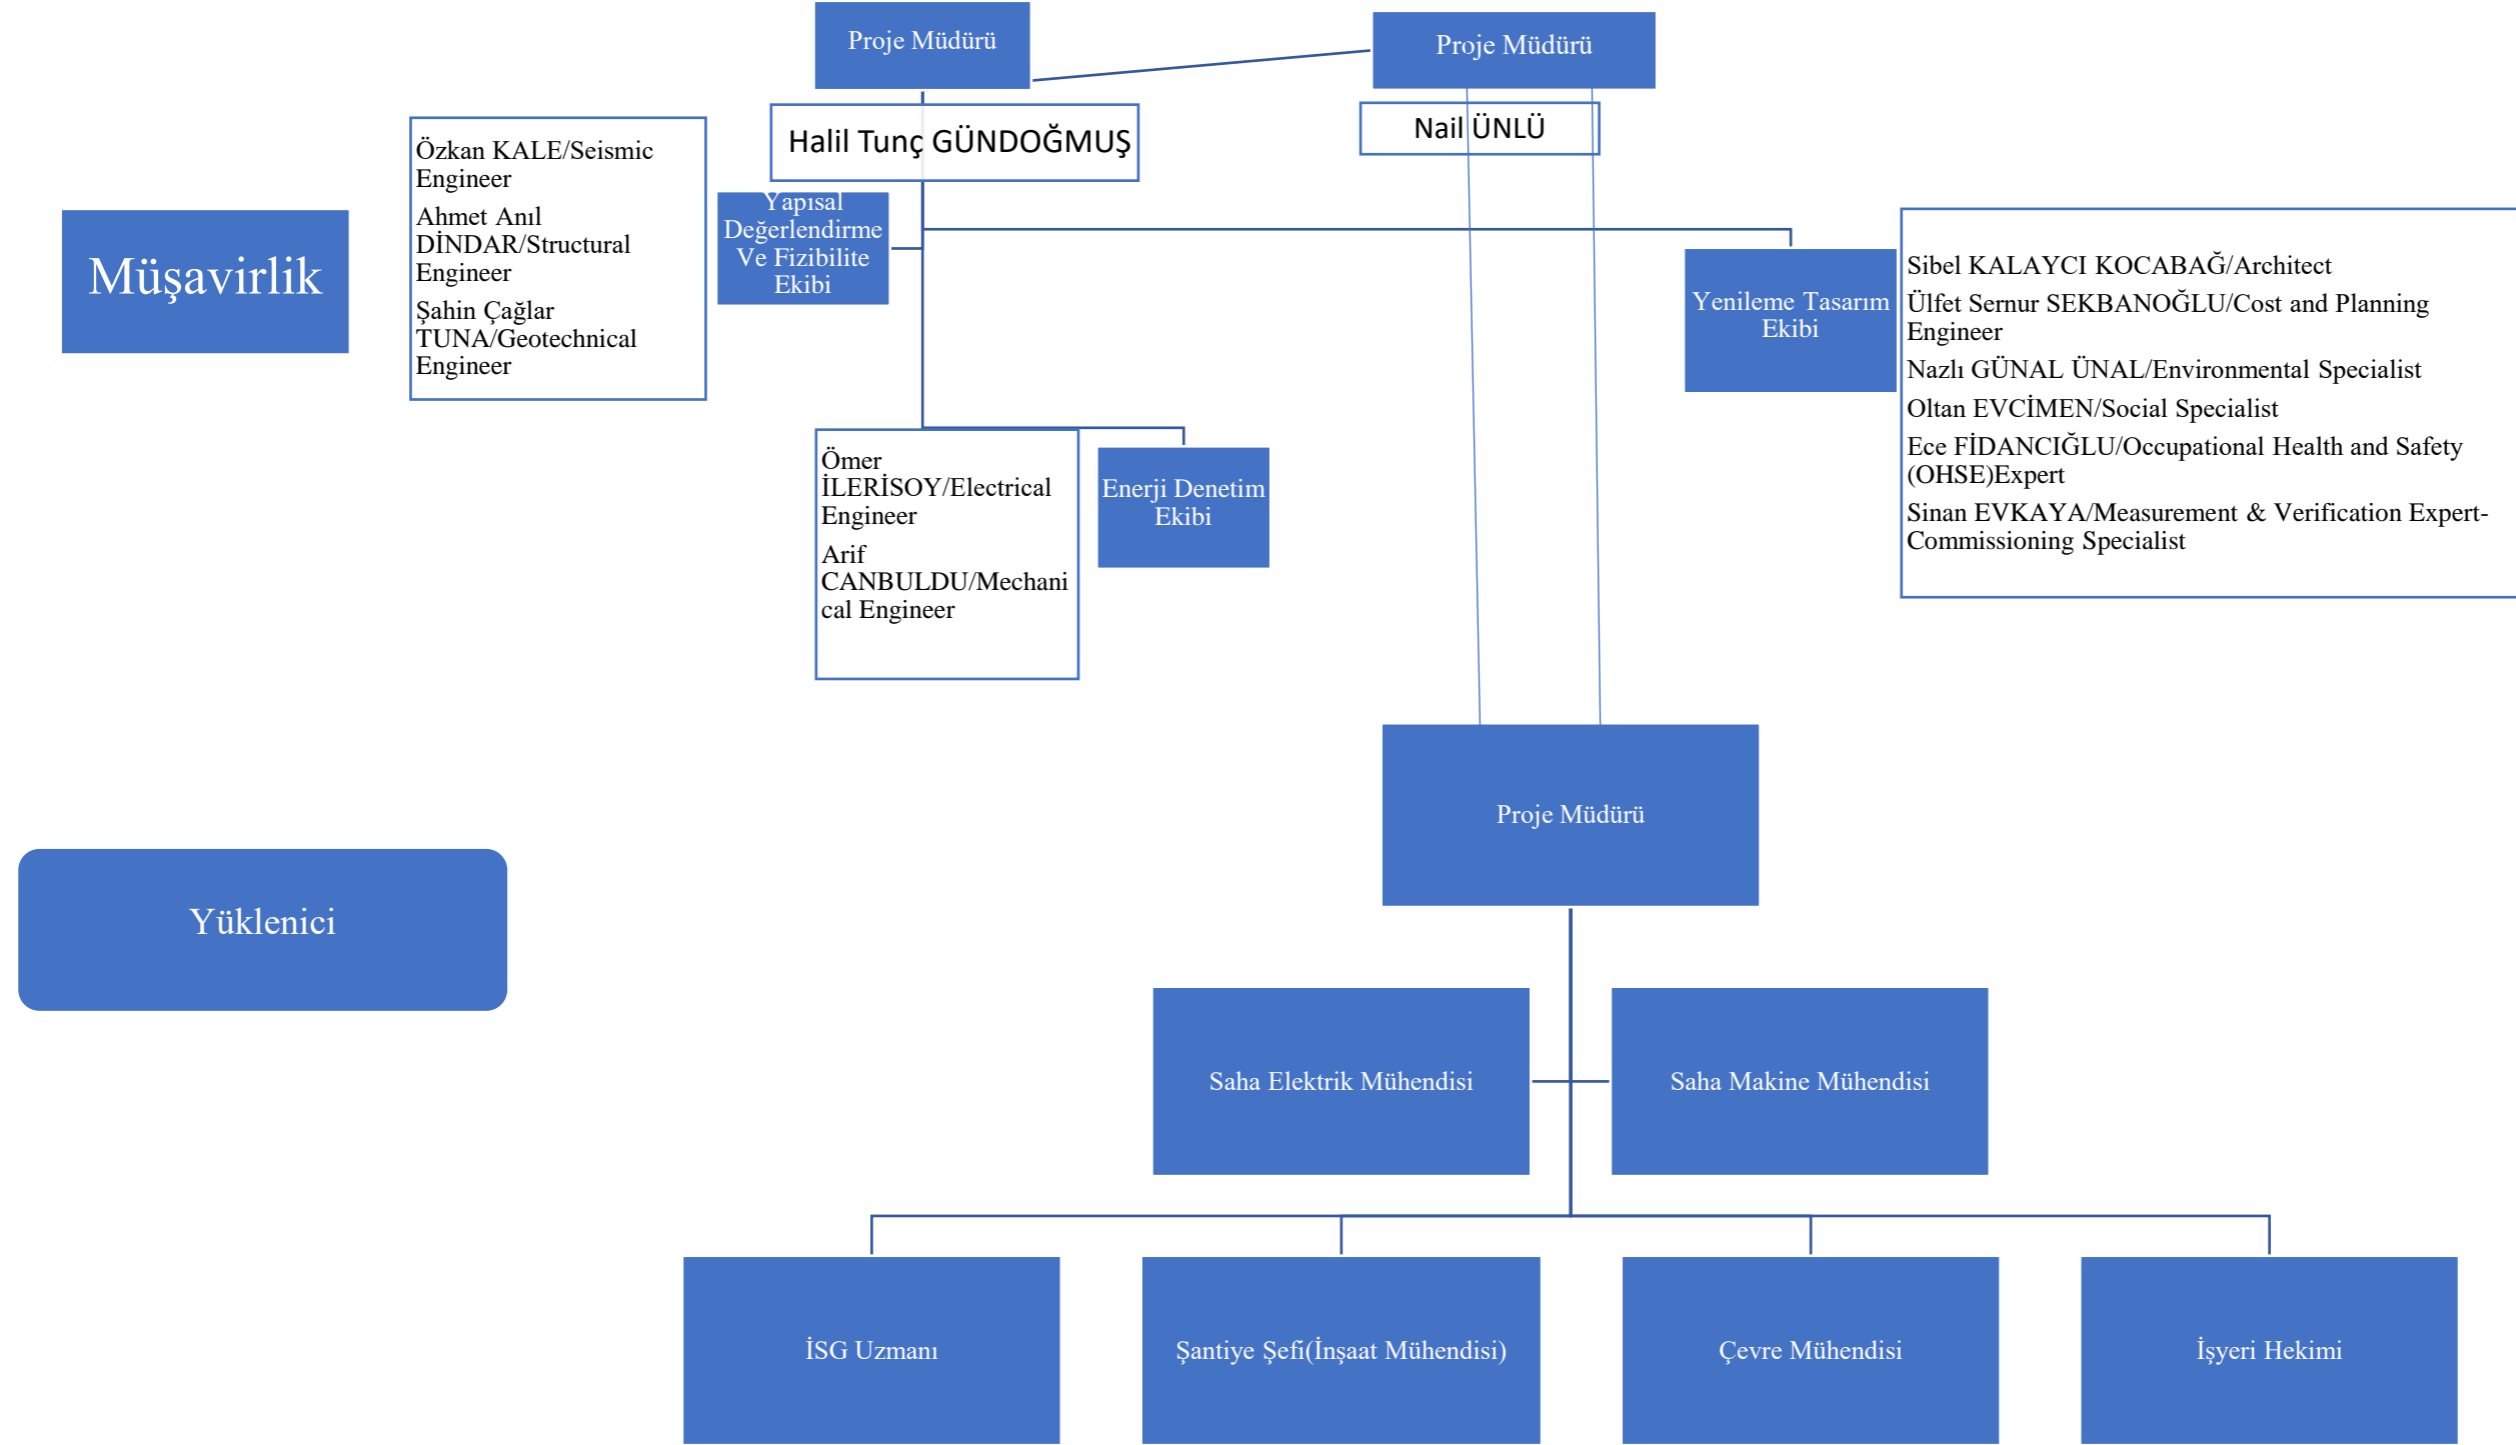 Proje Müdürü
Proje Müdürü
Halil Tunç GÜNDOĞMUŞ
Nail ÜNLÜ
Müşavirlik
Özkan KALE/Seismic
Engineer
Ahmet Anıl
DİNDAR/Structural
Engineer
Şahin Çağlar
TUNA/Geotechnical
Engineer
Yapısal
Değerlendirme
Ve Fizibilite
Ekibi
Yenileme Tasarım
Ekibi
Sibel KALAYCI KOCABAĞ/Architect
Ülfet Sernur SEKBANOĞLU/Cost and Planning
Engineer
Nazlı GÜNAL ÜNAL/Environmental Specialist
Oltan EVCİMEN/Social Specialist
Ece FİDANCIĞLU/Occupational Health and Safety
(OHSE)Expert
Sinan EVKAYA/Measurement & Verification Expert-
Commissioning Specialist
Ömer
İLERİSOY/Electrical
Engineer
Arif
CANBULDU/Mechani
cal Engineer
Enerji Denetim
Ekibi
Proje Müdürü
Yüklenici
Saha Elektrik Mühendisi
Saha Makine Mühendisi
İSG Uzmanı
Şantiye Şefi(İnşaat Mühendisi)
Çevre Mühendisi
İşyeri Hekimi